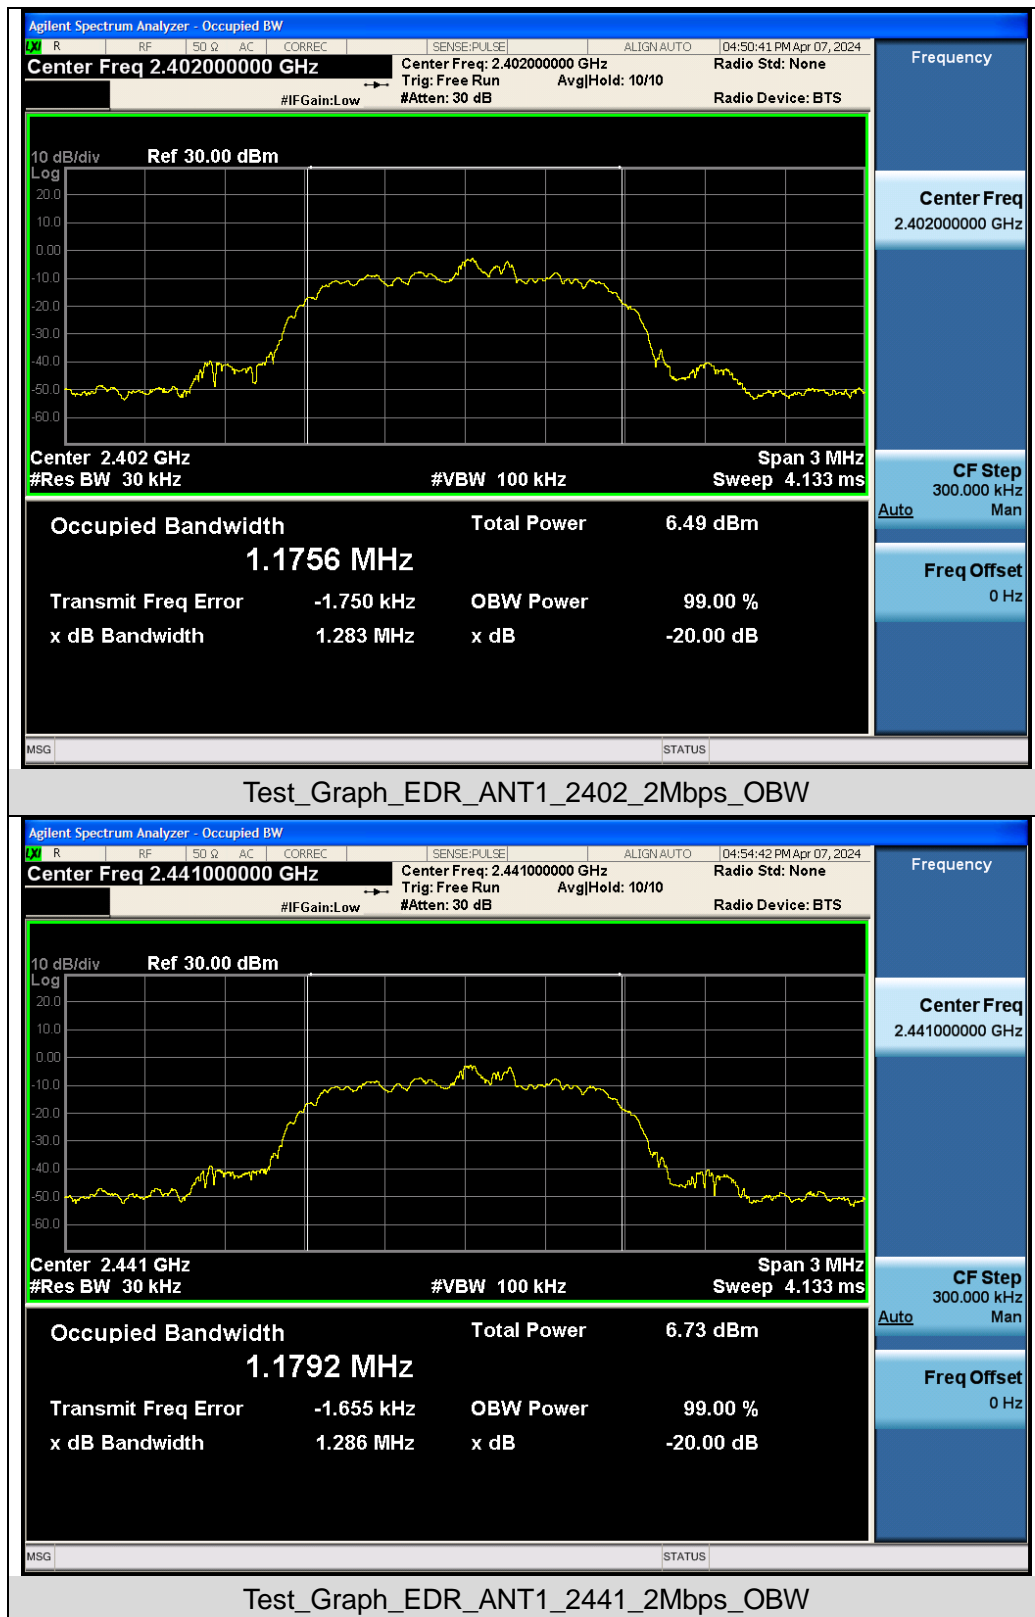 Agilent Spectrum Analyzer - Occupied BW
LXI R RF 50 Ω AC CORREC SENSE:PULSE ALIGN AUTO 04:50:41 PM Apr 07, 2024
Center Freq 2.402000000 GHz
Center Freq: 2.402000000 GHz Radio Std: None
Trig: Free Run Avg|Hold: 10/10
#IFGain:Low #Atten: 30 dB Radio Device: BTS
Frequency
10 dB/div Ref 30.00 dBm
Log
20.0
10.0
0.00
-10.0
-20.0
-30.0
-40.0
-50.0
-60.0
Center Freq
2.402000000 GHz
Center 2.402 GHz Span 3 MHz
#Res BW 30 kHz #VBW 100 kHz Sweep 4.133 ms
CF Step
300.000 kHz
Auto Man
Occupied Bandwidth Total Power 6.49 dBm
1.1756 MHz
Transmit Freq Error -1.750 kHz OBW Power 99.00 %
x dB Bandwidth 1.283 MHz x dB -20.00 dB
Freq Offset
0 Hz
MSG STATUS
Test_Graph_EDR_ANT1_2402_2Mbps_OBW
Agilent Spectrum Analyzer - Occupied BW
LXI R RF 50 Ω AC CORREC SENSE:PULSE ALIGN AUTO 04:54:42 PM Apr 07, 2024
Center Freq 2.441000000 GHz
Center Freq: 2.441000000 GHz Radio Std: None
Trig: Free Run Avg|Hold: 10/10
#IFGain:Low #Atten: 30 dB Radio Device: BTS
Frequency
10 dB/div Ref 30.00 dBm
Log
20.0
10.0
0.00
-10.0
-20.0
-30.0
-40.0
-50.0
-60.0
Center Freq
2.441000000 GHz
Center 2.441 GHz Span 3 MHz
#Res BW 30 kHz #VBW 100 kHz Sweep 4.133 ms
CF Step
300.000 kHz
Auto Man
Occupied Bandwidth Total Power 6.73 dBm
1.1792 MHz
Transmit Freq Error -1.655 kHz OBW Power 99.00 %
x dB Bandwidth 1.286 MHz x dB -20.00 dB
Freq Offset
0 Hz
MSG STATUS
Test_Graph_EDR_ANT1_2441_2Mbps_OBW